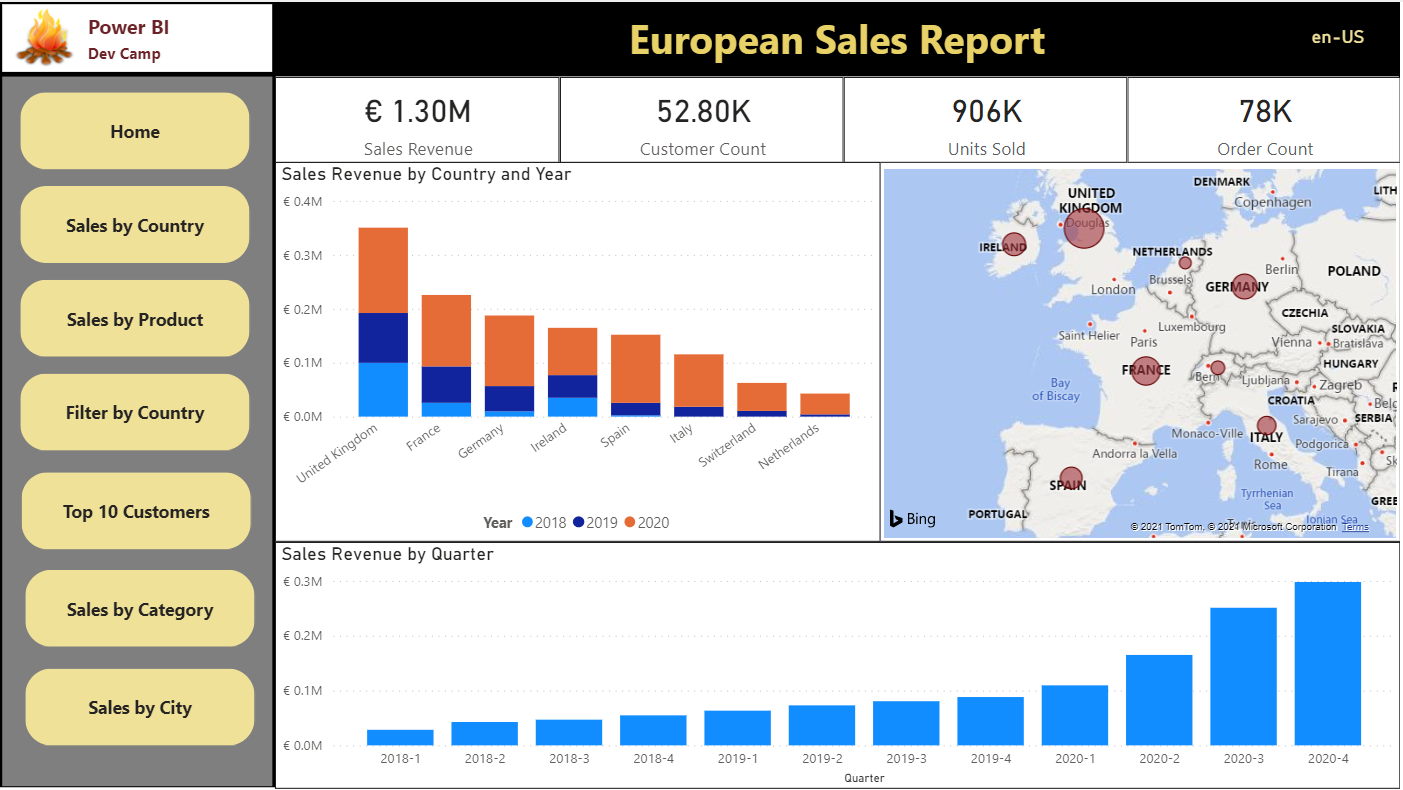 Power BI
Dev Camp
European Sales Report
en-US
Home
Sales by Country
Sales by Product
Filter by Country
Top 10 Customers
Sales by Category
Sales by City
€ 1.30M
Sales Revenue
52.80K
Customer Count
906K
Units Sold
78K
Order Count
Sales Revenue by Country and Year
€ 0.4M
€ 0.3M
€ 0.2M
€ 0.1M
€ 0.0M
United Kingdom
France
Germany
Ireland
Spain
Italy
Switzerland
Netherlands
Year 2018 2019 2020
DENMARK
LITH
UNITED
KINGDOM
Copenhagen
Douglas
IRELAND
NETHERLANDS
Berlin
POLAND
Brussels
London
GERMANY
CZECHIA
Saint Helier
Luxembourg
Paris
SLOVAKIA
Vienna
Bratislava
HUNGARY
FRANCE
Bern
Ljubljana
Zagreb
Bay
of Biscay
CROATIA
Belg
Sarajevo
SERBIA
Monaco-Ville
ITALY
Podgorica
Andorra la Vella
Rome
Tirana
Sk
SPAIN
Tyrrhenian
Sea
GREE
PORTUGAL
Ionian Sea
Tunis
Bing
© 2021 TomTom, © 2021 Microsoft Corporation Terms
Sales Revenue by Quarter
€ 0.3M
€ 0.2M
€ 0.1M
€ 0.0M
2018-1
2018-2
2018-3
2018-4
2019-1
2019-2
2019-3
2019-4
2020-1
2020-2
2020-3
2020-4
Quarter